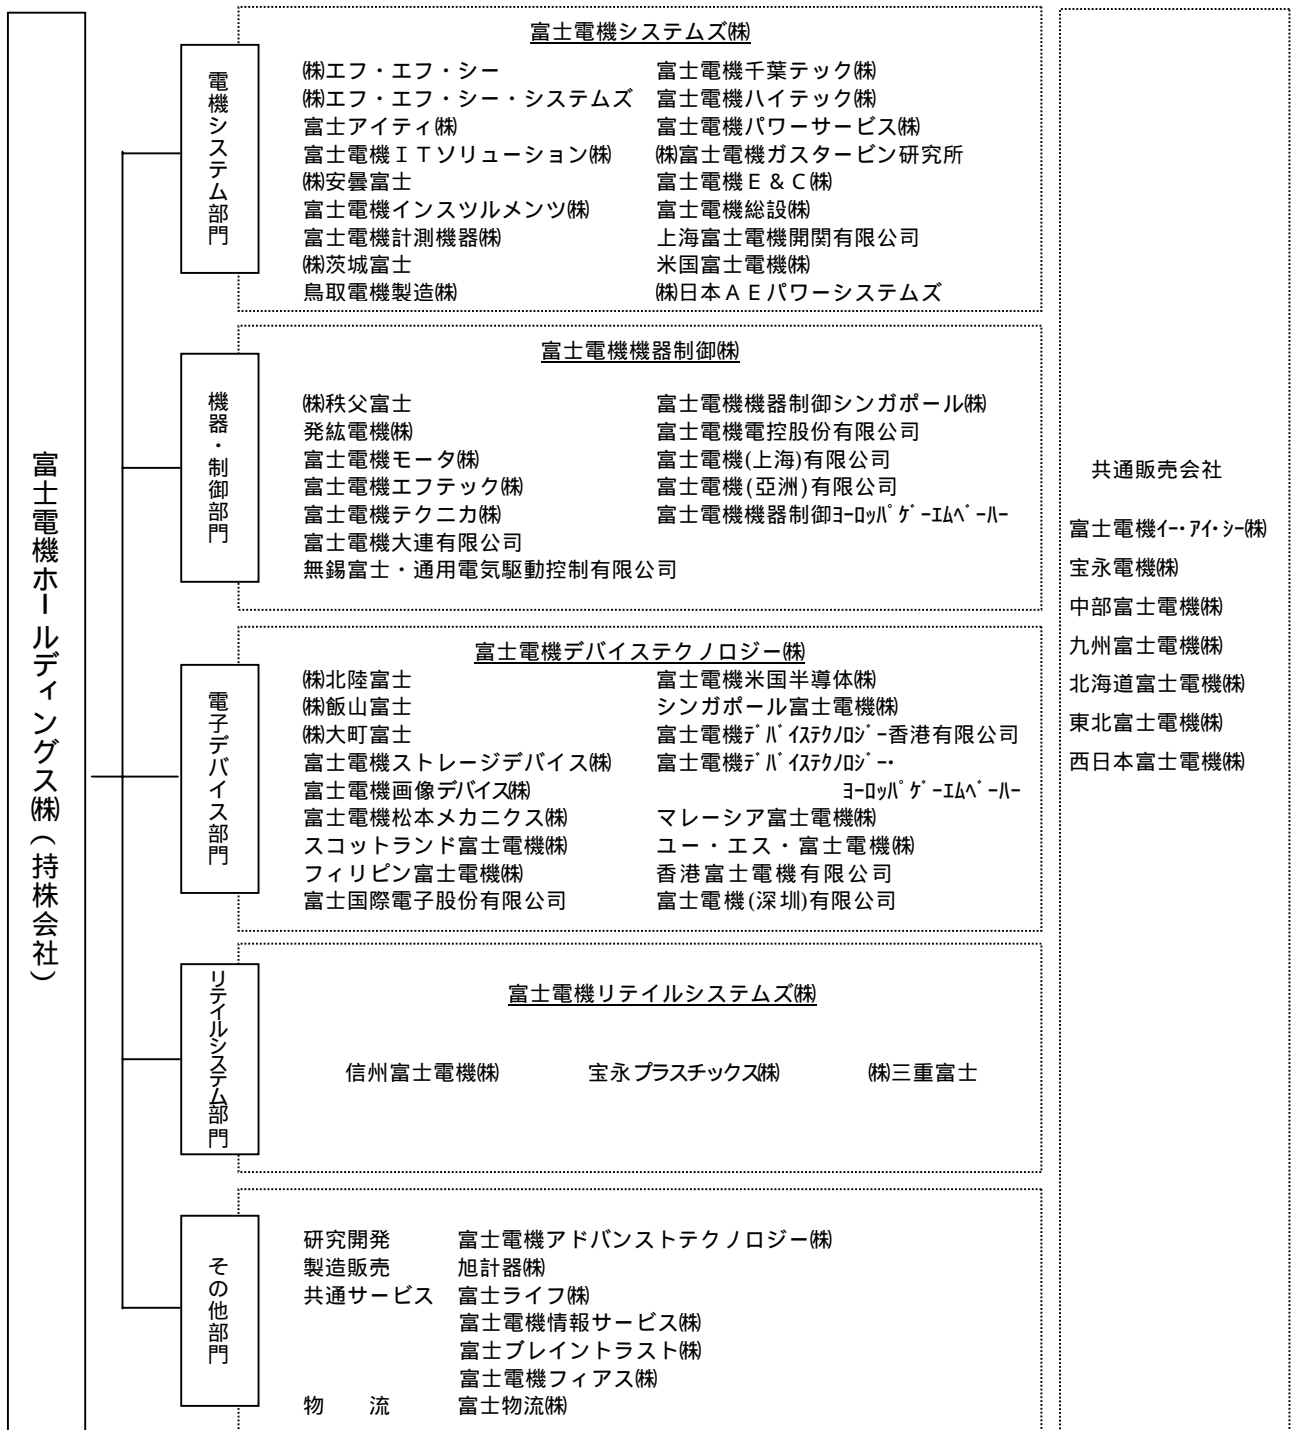 富士電機ホールディングス㈱(持株会社)
電機システム部門
富士電機システムズ㈱
㈱エフ・エフ・シー
㈱エフ・エフ・シー・システムズ
富士アイティ㈱
富士電機ITソリューション㈱
㈱安曇富士
富士電機インスツルメンツ㈱
富士電機計測機器㈱
㈱茨城富士
鳥取電機製造㈱
富士電機千葉テック㈱
富士電機ハイテック㈱
富士電機パワーサービス㈱
㈱富士電機ガスタービン研究所
富士電機E&C㈱
富士電機総設㈱
上海富士電機開関有限公司
米国富士電機㈱
㈱日本AEパワーシステムズ
機器・制御部門
富士電機機器制御㈱
㈱秩父富士
発紘電機㈱
富士電機モータ㈱
富士電機エフテック㈱
富士電機テクニカ㈱
富士電機大連有限公司
無錫富士・通用電気駆動控制有限公司
富士電機機器制御シンガポール㈱
富士電機電控股份有限公司
富士電機(上海)有限公司
富士電機(亞洲)有限公司
富士電機機器制御ﾖｰﾛｯﾊﾟｹﾞｰｴﾑﾍﾞｰﾊｰ
電子デバイス部門
富士電機デバイステクノロジー㈱
㈱北陸富士
㈱飯山富士
㈱大町富士
富士電機ストレージデバイス㈱
富士電機画像デバイス㈱
富士電機松本メカニクス㈱
スコットランド富士電機㈱
フィリピン富士電機㈱
富士国際電子股份有限公司
富士電機米国半導体㈱
シンガポール富士電機㈱
富士電機ﾃﾞﾊﾞｲｽﾃｸﾉﾛｼﾞｰ香港有限公司
富士電機ﾃﾞﾊﾞｲｽﾃｸﾉﾛｼﾞｰ・
ﾖｰﾛｯﾊﾟｹﾞｰｴﾑﾍﾞｰﾊｰ
マレーシア富士電機㈱
ユー・エス・富士電機㈱
香港富士電機有限公司
富士電機(深圳)有限公司
リテイルシステム部門
富士電機リテイルシステムズ㈱
信州富士電機㈱ 宝永プラスチックス㈱ ㈱三重富士
その他部門
研究開発 富士電機アドバンストテクノロジー㈱
製造販売 旭計器㈱
共通サービス 富士ライフ㈱
富士電機情報サービス㈱
富士ブレイントラスト㈱
富士電機フィアス㈱
物 流 富士物流㈱
共通販売会社
富士電機ｲｰ・ｱｲ・ｼｰ㈱
宝永電機㈱
中部富士電機㈱
九州富士電機㈱
北海道富士電機㈱
東北富士電機㈱
西日本富士電機㈱